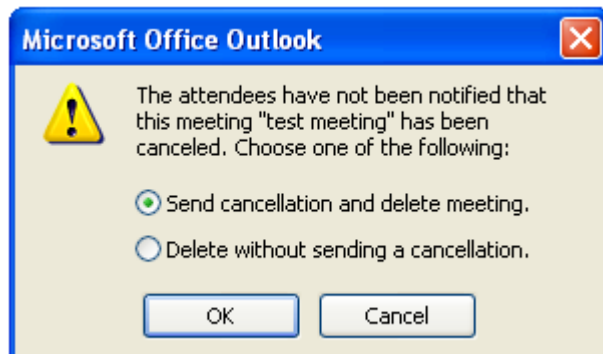 Microsoft Office Outlook
The attendees have not been notified that
this meeting "test meeting" has been
canceled. Choose one of the following:
Send cancellation and delete meeting.
Delete without sending a cancellation.
OK Cancel